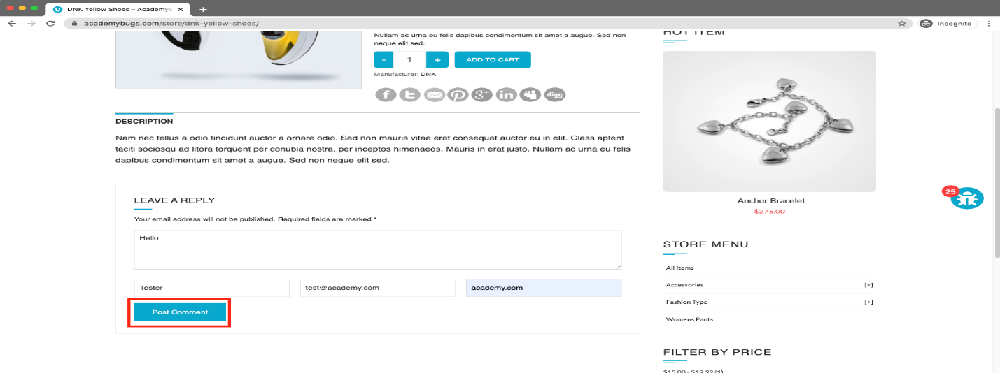 DNK Yellow Shoes – AcademyB
academybugs.com/store/dnk-yellow-shoes/
Incognito
Nullam ac urna eu felis dapibus condimentum sit amet a augue. Sed non
neque elit sed.
- 1 +
ADD TO CART
Manufacturer: DNK
digg
DESCRIPTION
Nam nec tellus a odio tincidunt auctor a ornare odio. Sed non mauris vitae erat consequat auctor eu in elit. Class aptent
taciti sociosqu ad litora torquent per conubia nostra, per inceptos himenaeos. Mauris in erat justo. Nullam ac urna eu felis
dapibus condimentum sit amet a augue. Sed non neque elit sed.
LEAVE A REPLY
Your email address will not be published. Required fields are marked *
Hello
Tester
test@academy.com
academy.com
Post Comment
HOT ITEM
Anchor Bracelet
$275.00
25
STORE MENU
All Items
Accessories [+]
Fashion Type [+]
Womens Pants
FILTER BY PRICE
$15.00 - $19.99 (1)